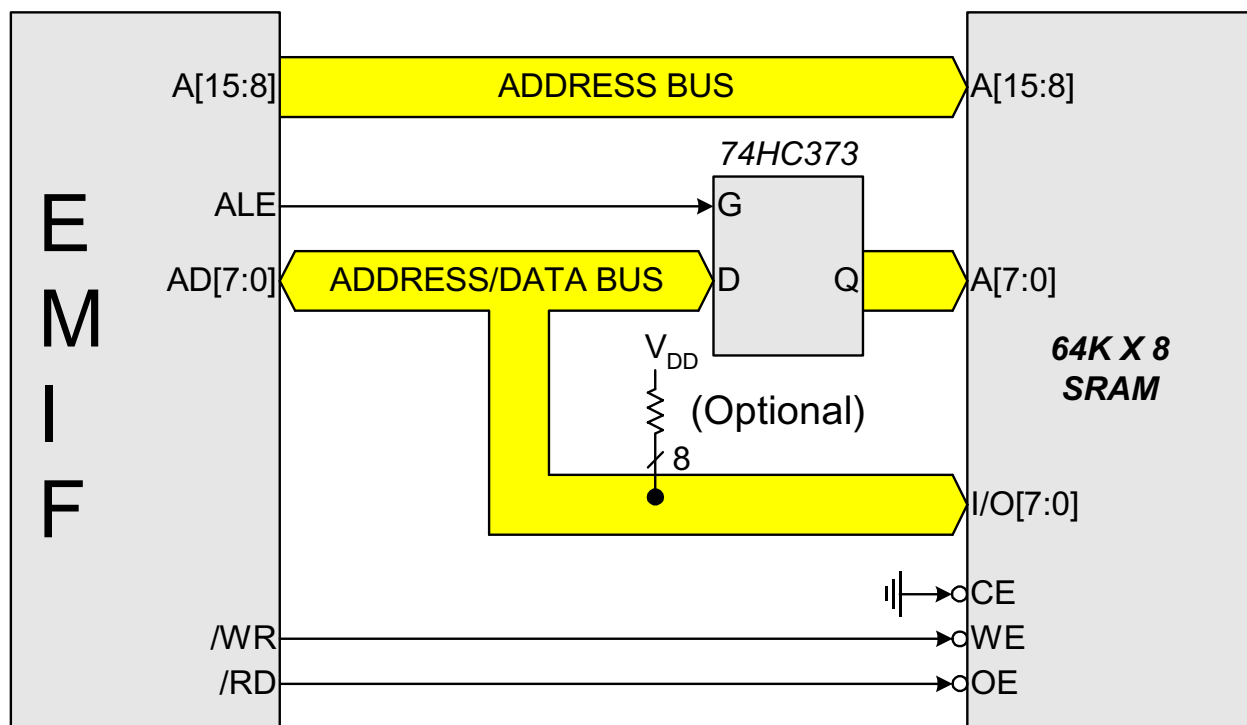 A[15:8] ADDRESS BUS A[15:8]
74HC373
ALE G
AD[7:0] ADDRESS/DATA BUS D Q A[7:0]
E
M
I
F
64K X 8
SRAM
VDD
(Optional)
8
I/O[7:0]
CE
/WR WE
/RD OE